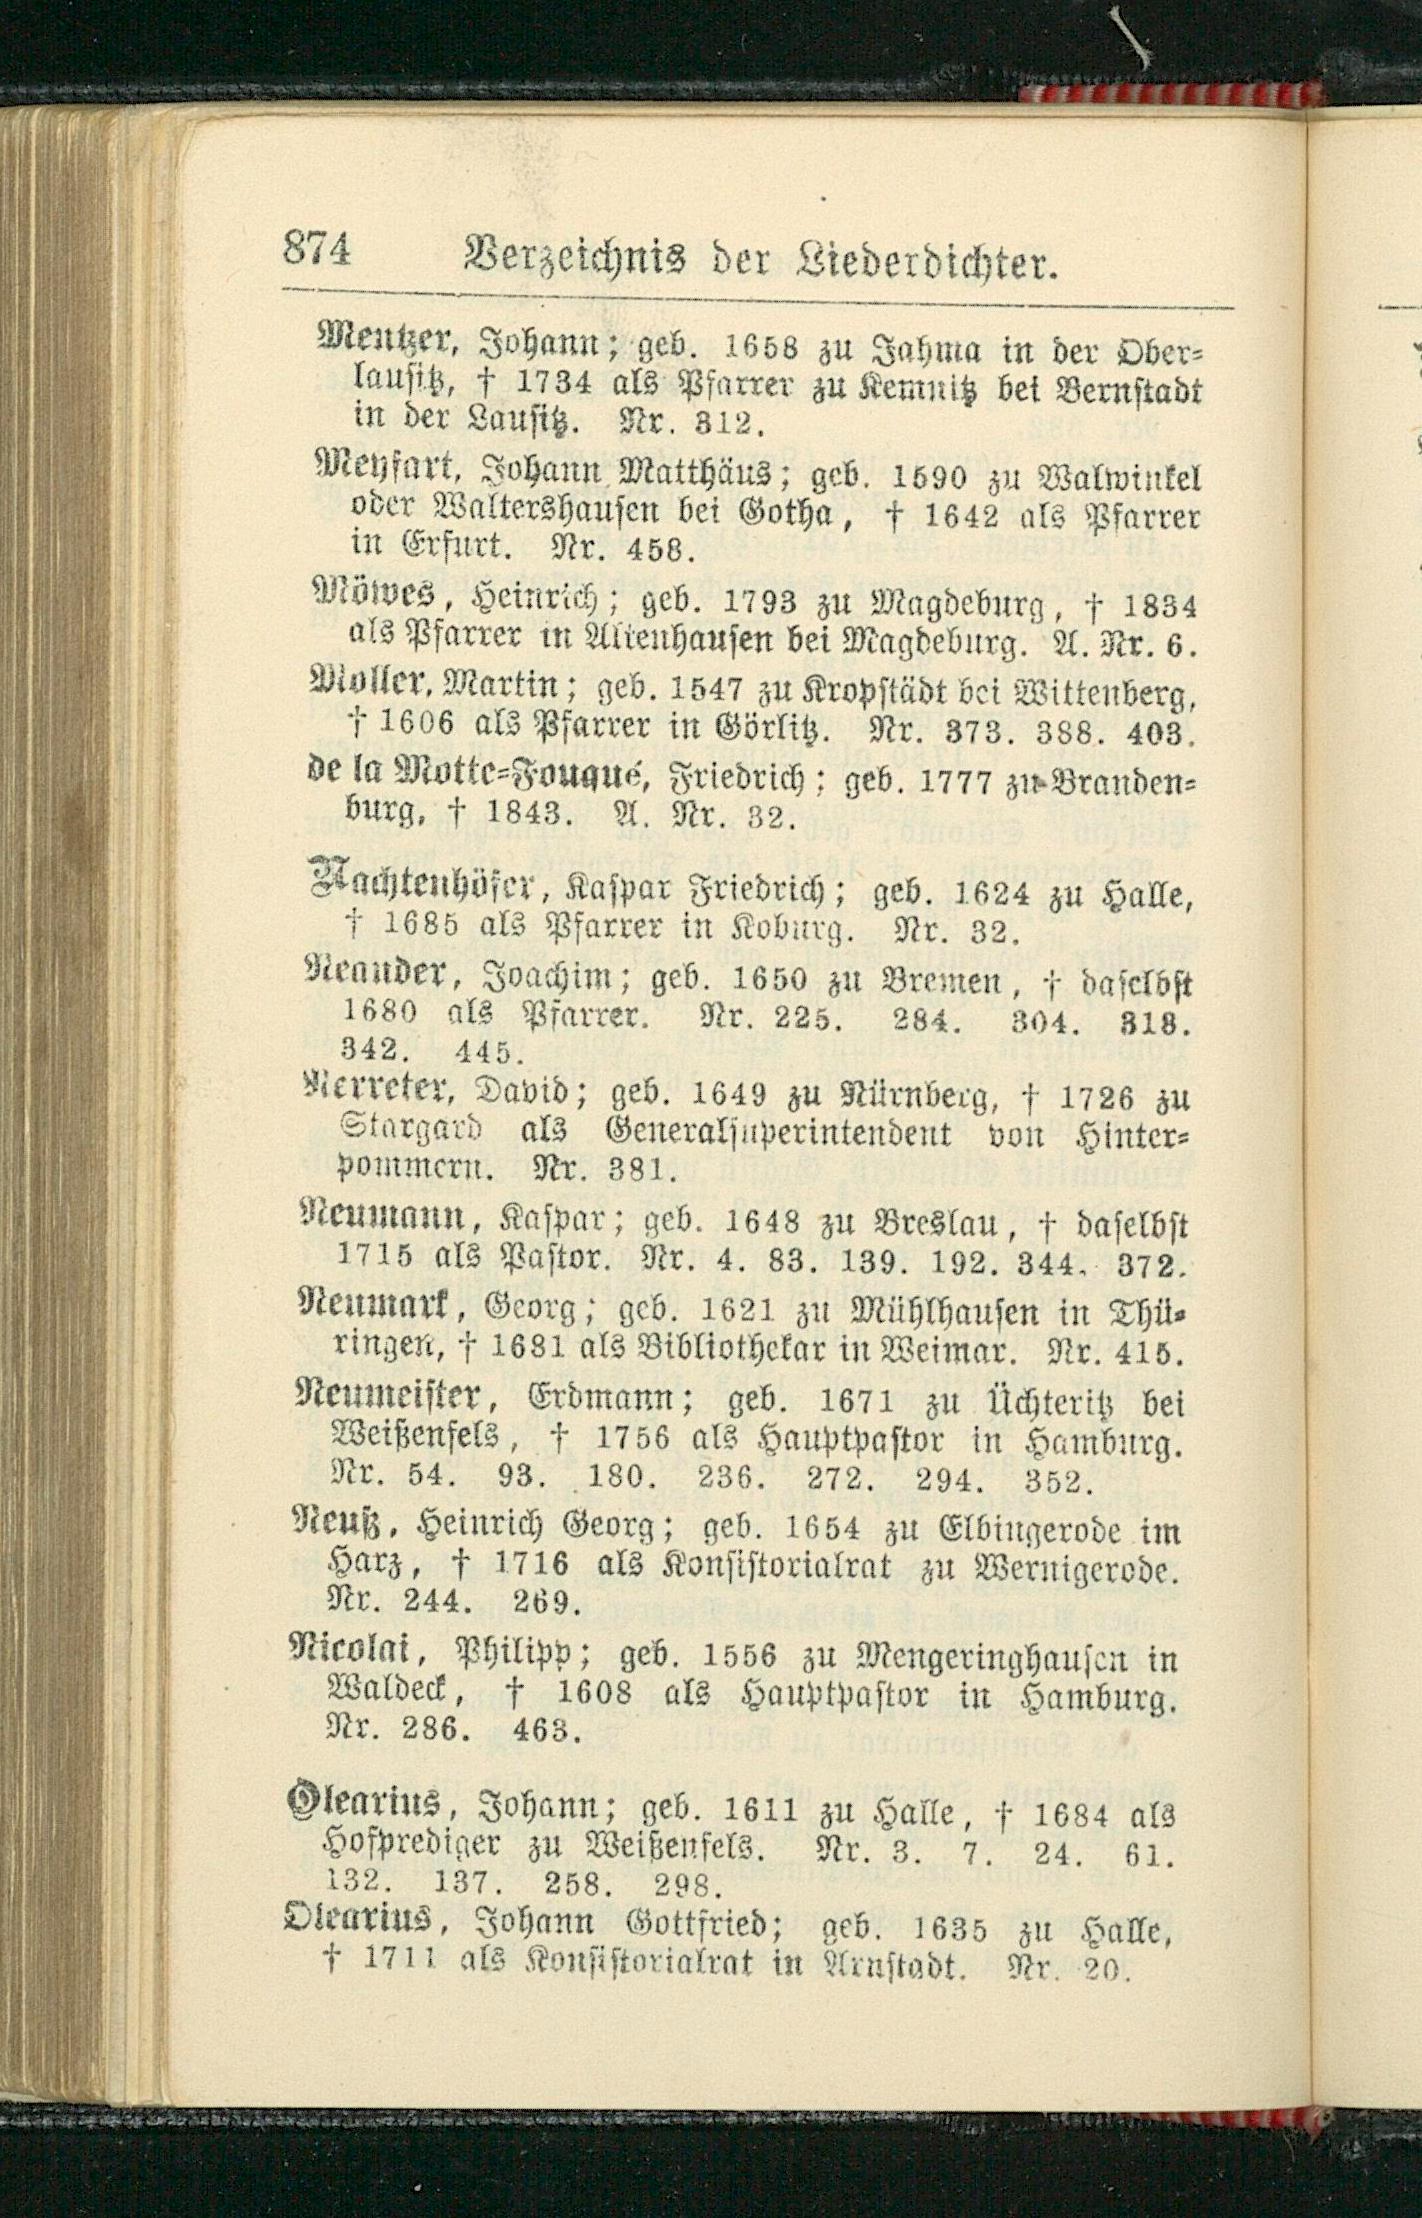 874 Verzeichnis der Liederdichter.
Mentzer, Johann; geb. 1658 zu Jahma in der Ober-
lausitz, † 1734 als Pfarrer zu Kemnitz bei Bernstadt
in der Lausitz. Nr. 312.
Meyfart, Johann Matthäus; geb. 1590 zu Walwinkel
oder Waltershausen bei Gotha, † 1642 als Pfarrer
in Erfurt. Nr. 458.
Möwes, Heinrich; geb. 1793 zu Magdeburg, † 1834
als Pfarrer in Altenhausen bei Magdeburg. A. Nr. 6.
Moller, Martin; geb. 1547 zu Kropstädt bei Wittenberg,
† 1606 als Pfarrer in Görlitz. Nr. 373. 388. 403.
de la Motte-Fouqué, Friedrich; geb. 1777 zu Branden-
burg, † 1843. A. Nr. 32.
Nachtenhöfer, Kaspar Friedrich; geb. 1624 zu Halle,
† 1685 als Pfarrer in Koburg. Nr. 32.
Neander, Joachim; geb. 1650 zu Bremen, † daselbst
1680 als Pfarrer. Nr. 225. 284. 304. 318.
342. 445.
Nerreter, David; geb. 1649 zu Nürnberg, † 1726 zu
Stargard als Generalsuperintendent von Hinter-
pommern. Nr. 381.
Neumann, Kaspar; geb. 1648 zu Breslau, † daselbst
1715 als Pastor. Nr. 4. 83. 139. 192. 344. 372.
Neumark, Georg; geb. 1621 zu Mühlhausen in Thü-
ringen, † 1681 als Bibliothekar in Weimar. Nr. 415.
Neumeister, Erdmann; geb. 1671 zu Üchteritz bei
Weißenfels, † 1756 als Hauptpastor in Hamburg.
Nr. 54. 93. 180. 236. 272. 294. 352.
Neuß, Heinrich Georg; geb. 1654 zu Elbingerode im
Harz, † 1716 als Konsistorialrat zu Wernigerode.
Nr. 244. 269.
Nicolai, Philipp; geb. 1556 zu Mengeringhausen in
Waldeck, † 1608 als Hauptpastor in Hamburg.
Nr. 286. 463.
Olearius, Johann; geb. 1611 zu Halle, † 1684 als
Hofprediger zu Weißenfels. Nr. 3. 7. 24. 61.
132. 137. 258. 298.
Olearius, Johann Gottfried; geb. 1635 zu Halle,
† 1711 als Konsistorialrat in Arnstadt. Nr. 20.